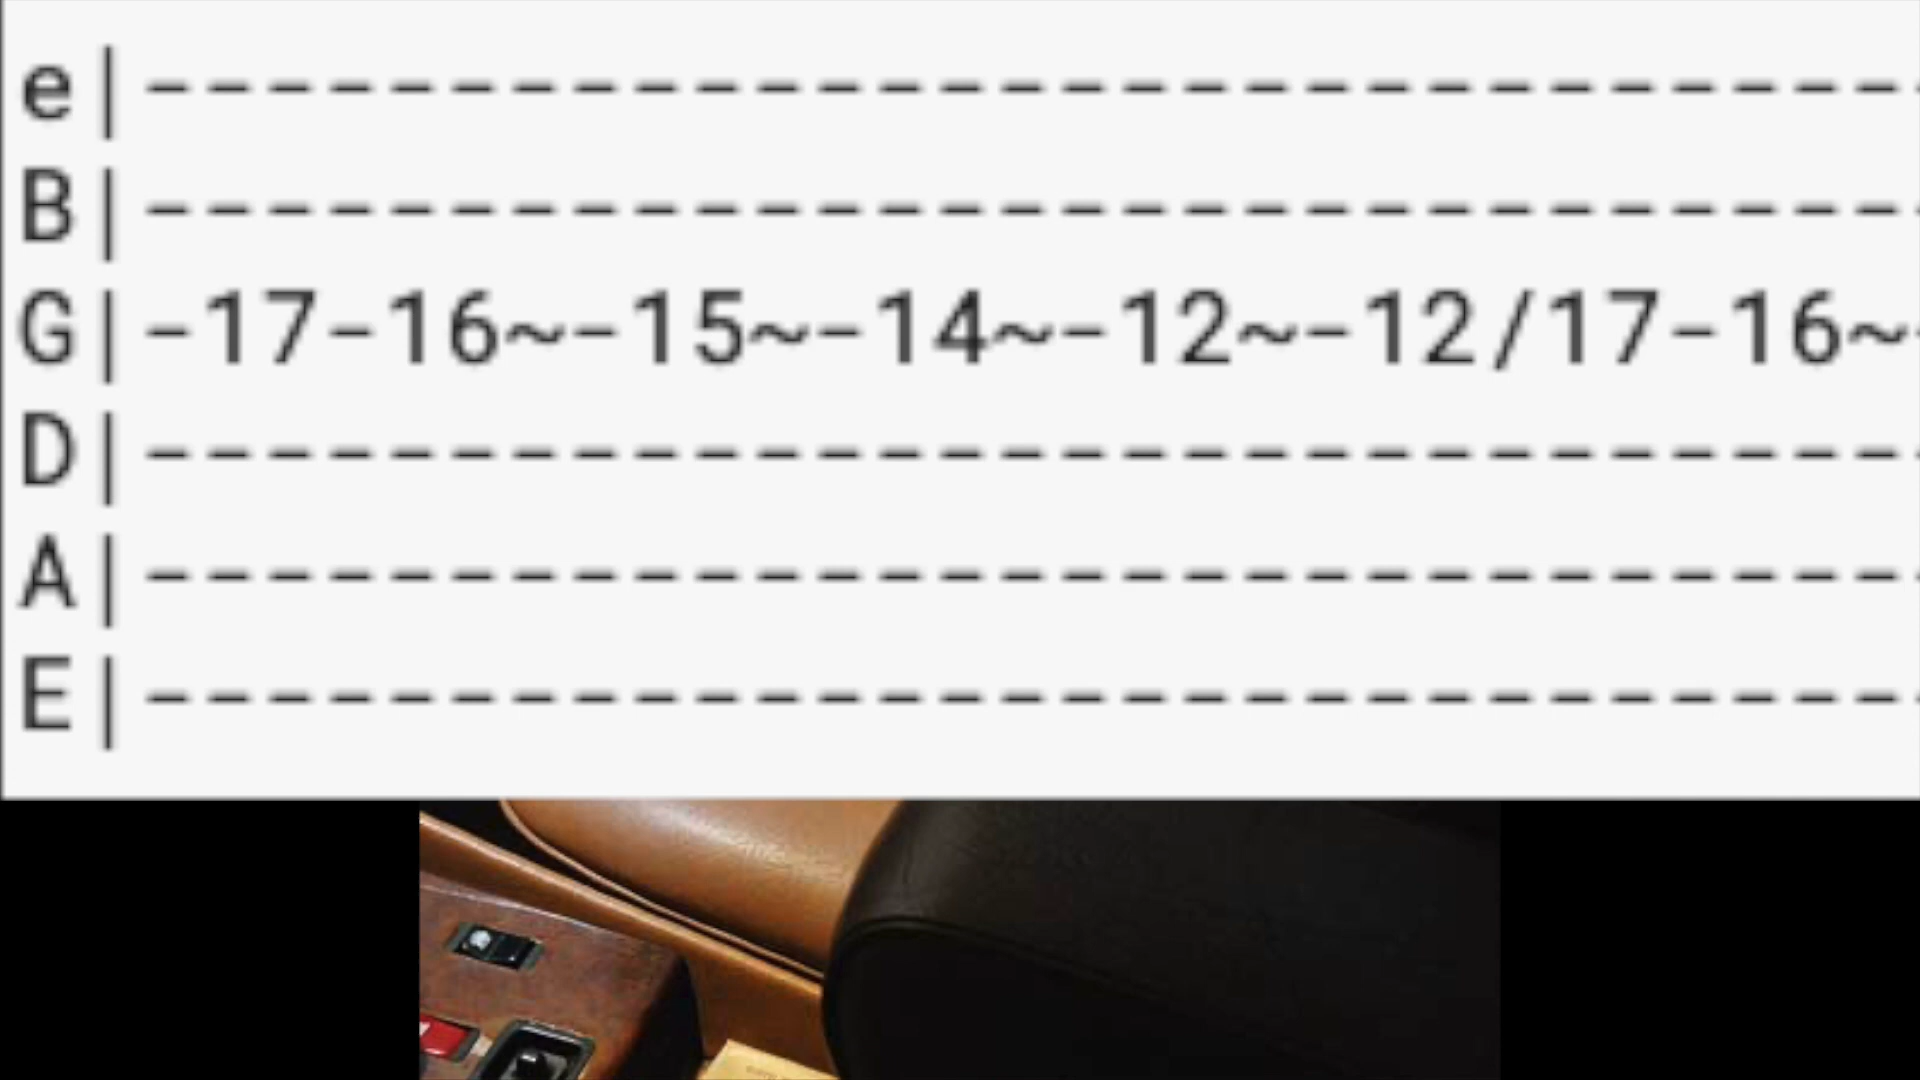 e|------------------------------
B|------------------------------
G|-17-16~-15~-14~-12~-12/17-16~-
D|------------------------------
A|------------------------------
E|------------------------------